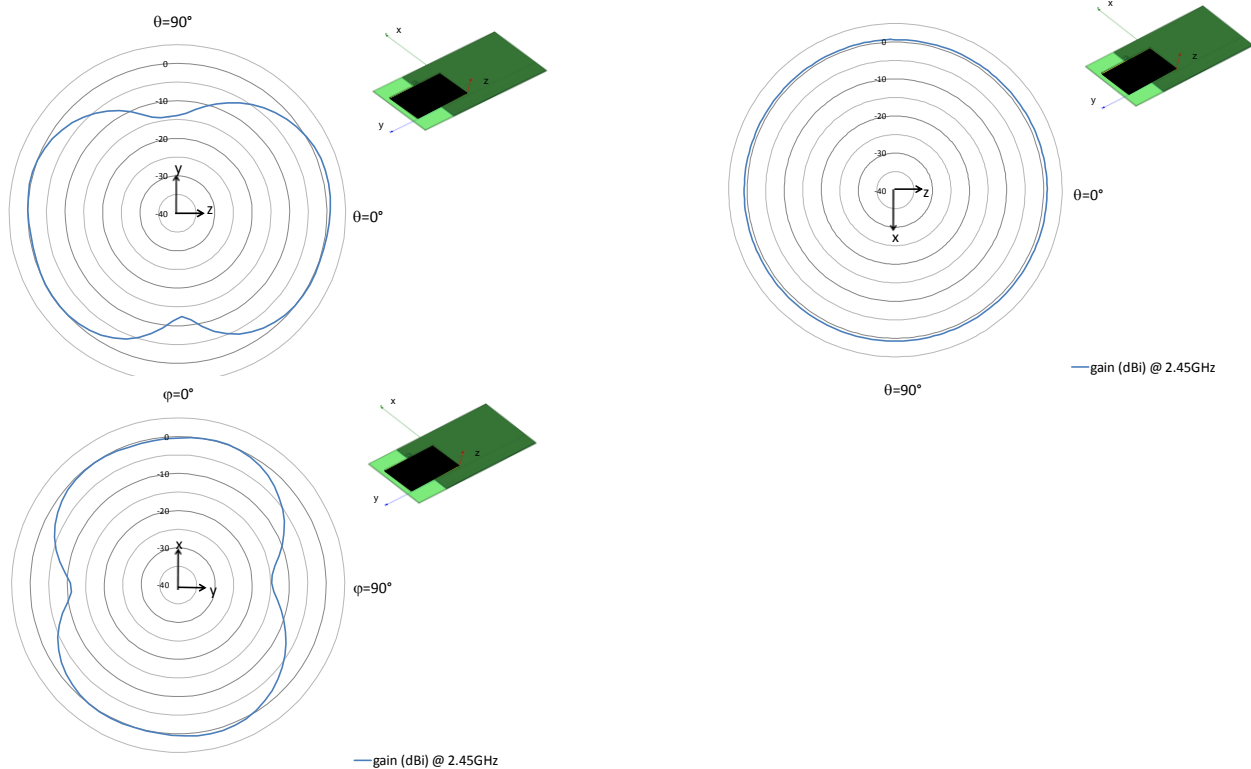 θ=90°
0
-10
-20
-30
-40
y
z
θ=0°
x
z
y
0
-10
-20
-30
-40
z
x
θ=0°
x
z
y
gain (dBi) @ 2.45GHz
θ=90°
φ=0°
0
-10
-20
-30
-40
x
y
φ=90°
x
z
y
gain (dBi) @ 2.45GHz